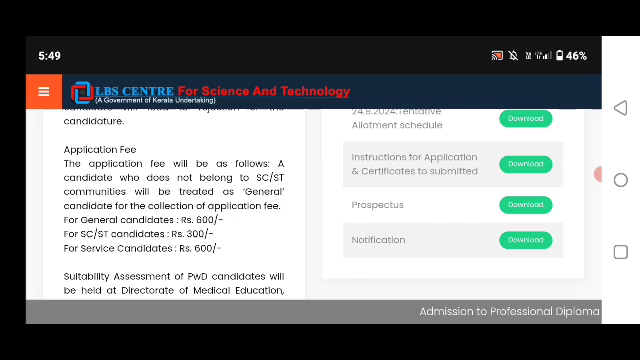 5:49
46%
LBS CENTRE For Science And Technology
(A Government of Kerala Undertaking)
candidature.
Application Fee
The application fee will be as follows: A
candidate who does not belong to SC/ST
communities will be treated as ‘General’
candidate for the collection of application fee.
For General candidates : Rs. 600/-
For SC/ST candidates : Rs. 300/-
For Service Candidates : Rs. 600/-
Suitability Assessment of PwD candidates will
be held at Directorate of Medical Education,
24.9.2024:Tentative
Allotment schedule
Download
Instructions for Application
& Certificates to submitted
Download
Prospectus
Download
Notification
Download
Admission to Professional Diploma